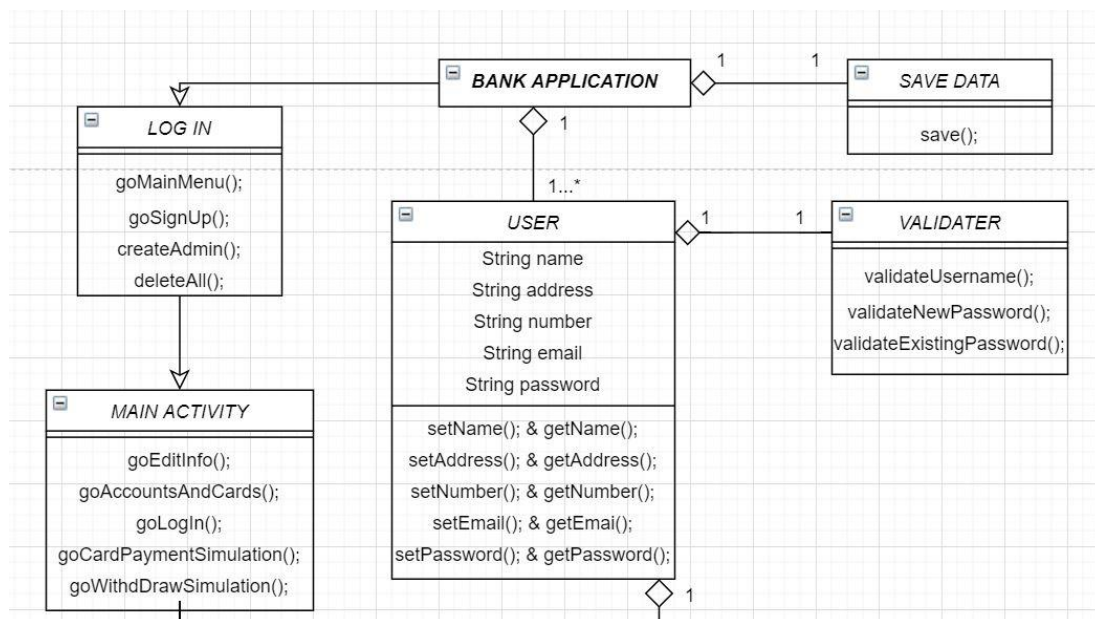 BANK APPLICATION
1
1
SAVE DATA
save();
LOG IN
goMainMenu();
goSignUp();
createAdmin();
deleteAll();
1
1...*
USER
String name
String address
String number
String email
String password
setName(); & getName();
setAddress(); & getAddress();
setNumber(); & getNumber();
setEmail(); & getEmai();
setPassword(); & getPassword();
1
1
1
VALIDATER
validateUsername();
validateNewPassword();
validateExistingPassword();
MAIN ACTIVITY
goEditInfo();
goAccountsAndCards();
goLogIn();
goCardPaymentSimulation();
goWithdDrawSimulation();